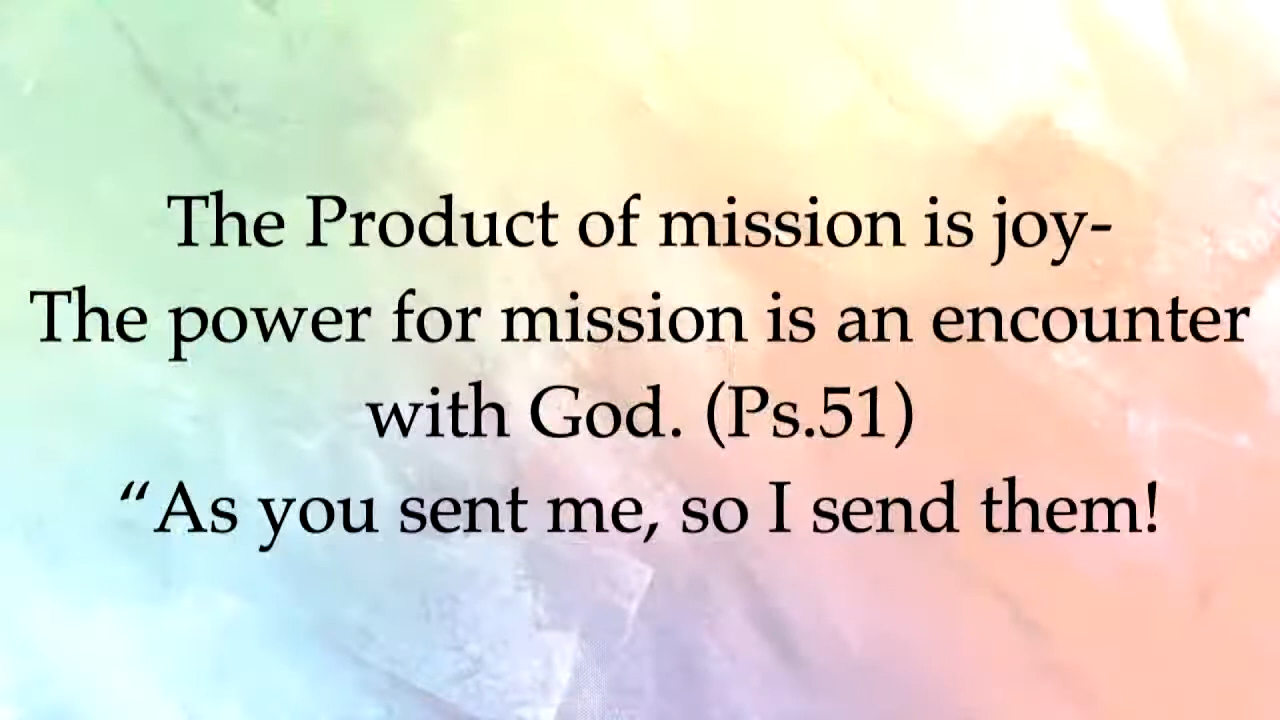 The Product of mission is joy-
The power for mission is an encounter
with God. (Ps.51)
“As you sent me, so I send them!